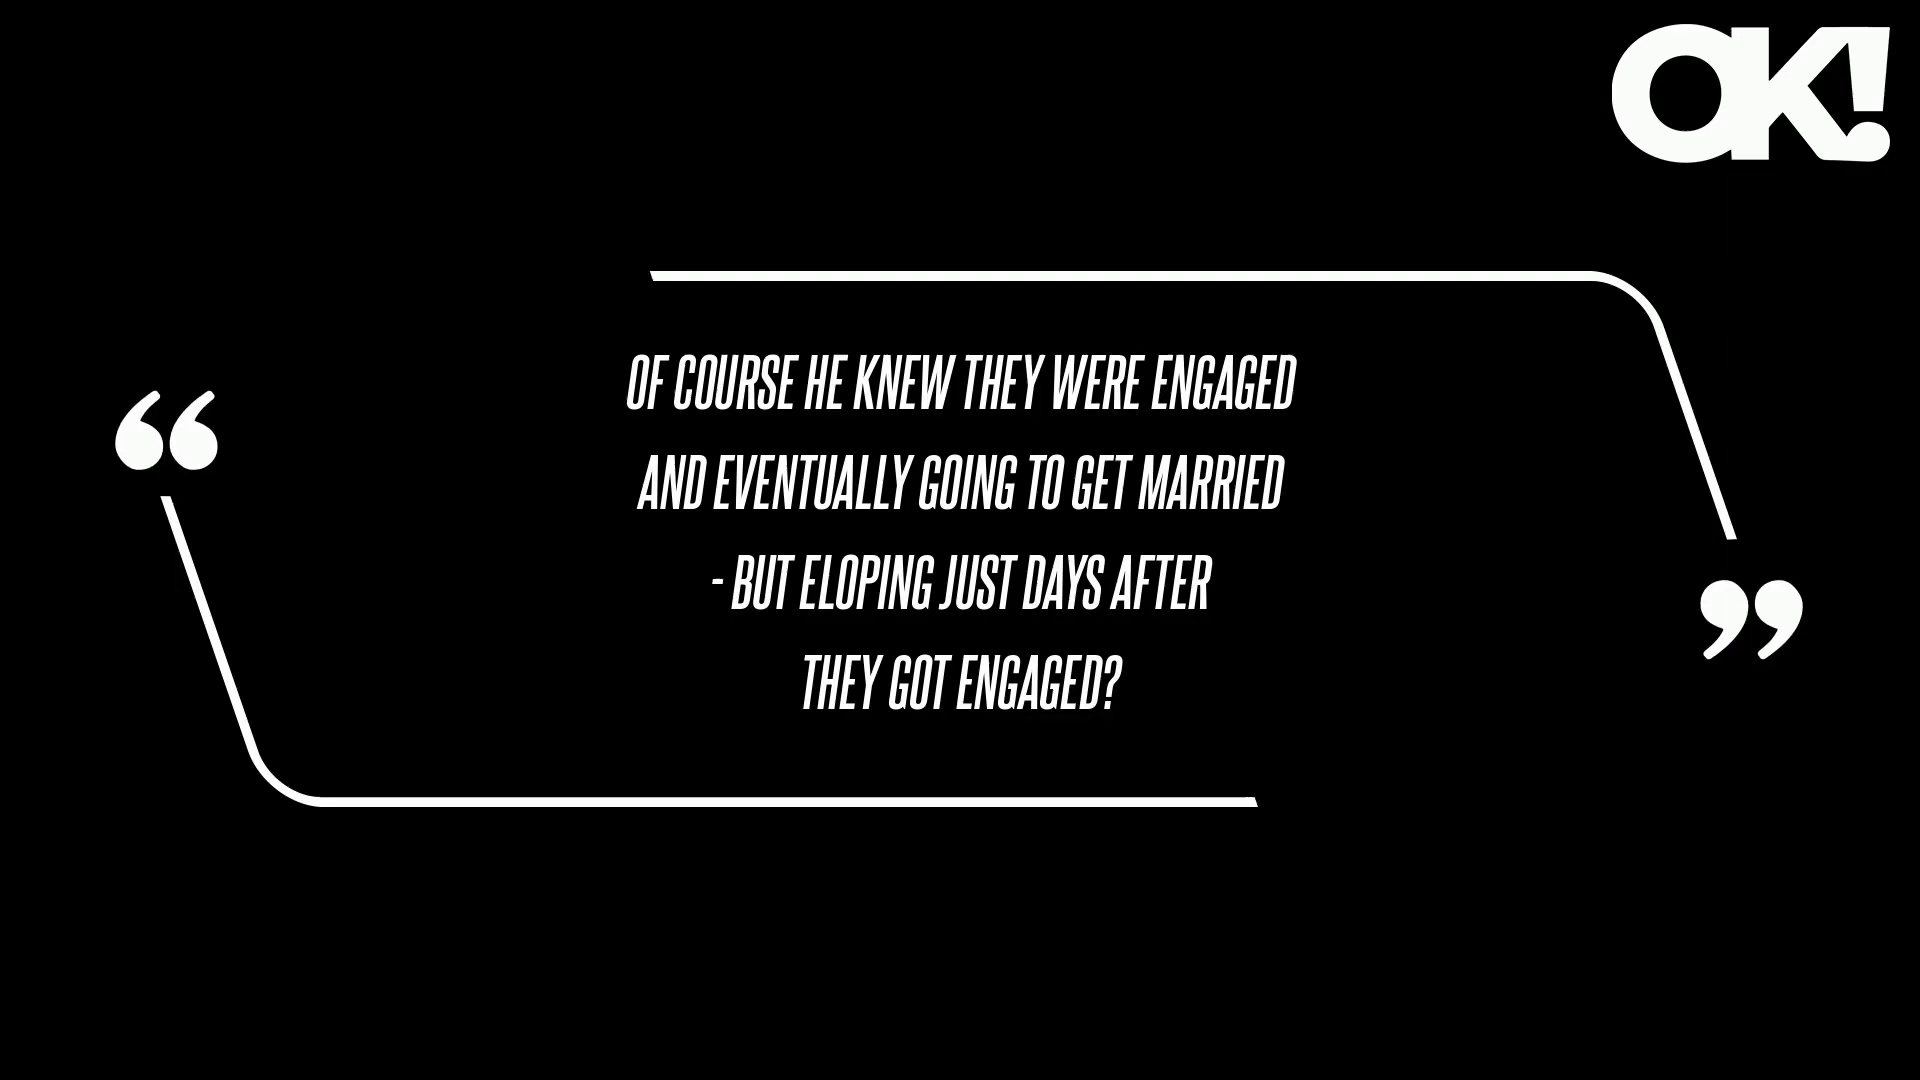 OK!
“
OF COURSE HE KNEW THEY WERE ENGAGED
AND EVENTUALLY GOING TO GET MARRIED
- BUT ELOPING JUST DAYS AFTER
THEY GOT ENGAGED?
”